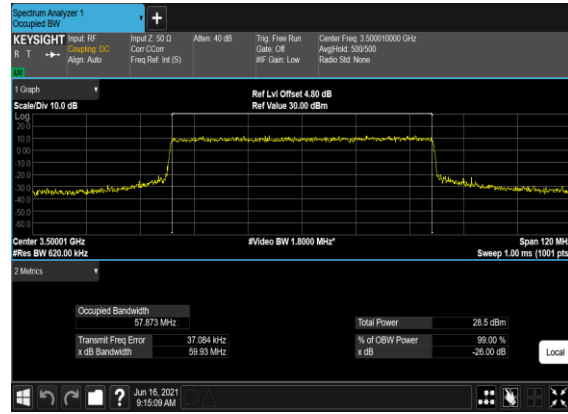 Spectrum Analyzer 1
Occupied BW
+
KEYSIGHT Input: RF Input Z: 50 Ω Atten: 40 dB Trig: Free Run Center Freq: 3.500010000 GHz
R T Coupling: DC Corr CCorr Gate: Off Avg|Hold: 500/500
Align: Auto Freq Ref: Int (S) #IF Gain: Low Radio Std: None
LW
1 Graph
Ref Lvl Offset 4.80 dB
Scale/Div 10.0 dB Ref Value 30.00 dBm
Log
20.0
10.0
0.00
-10.0
-20.0
-30.0
-40.0
-50.0
-60.0
Center 3.50001 GHz #Video BW 1.8000 MHz* Span 120 MH
#Res BW 620.00 kHz Sweep 1.00 ms (1001 pts
2 Metrics
Occupied Bandwidth
57.873 MHz Total Power 28.5 dBm
Transmit Freq Error 37.084 kHz % of OBW Power 99.00 %
x dB Bandwidth 59.93 MHz x dB -26.00 dB
Local
? Jun 16, 2021
9:15:09 AM